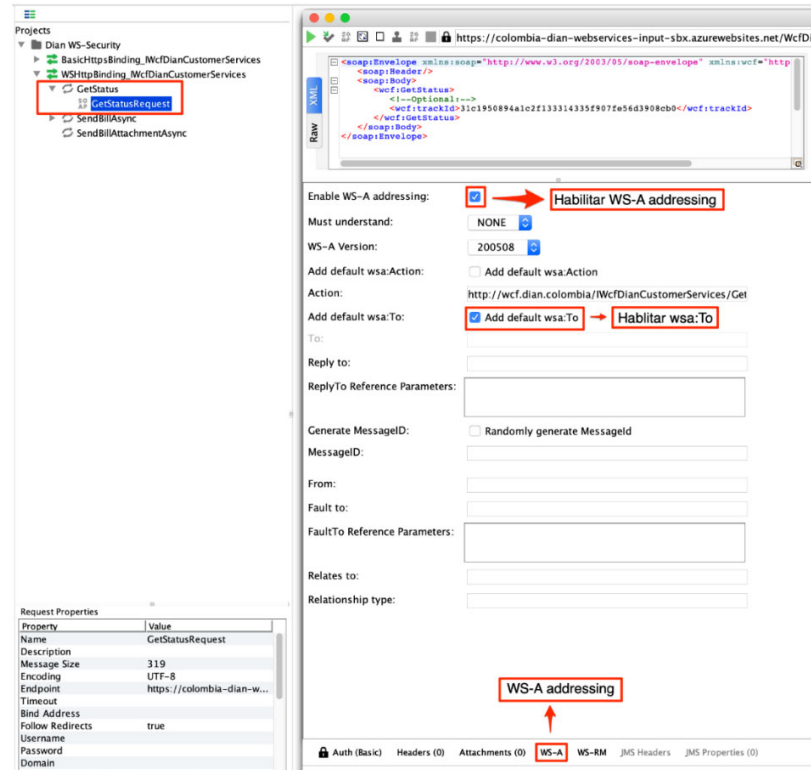 Projects
Dian WS-Security
BasicHttpsBinding_IWcfDianCustomerServices
WSHttpBinding_IWcfDianCustomerServices
GetStatus
GetStatusRequest
SendBillAsync
SendBillAttachmentAsync
https://colombia-dian-webservices-input-sbx.azurewebsites.net/WcfDi
XML
Raw
<soap:Envelope xmlns:soap="http://www.w3.org/2003/05/soap-envelope" xmlns:wcf="http
<soap:Header/>
<soap:Body>
<wcf:GetStatus>
<!--Optional:-->
<wcf:trackId>31c1950894a1c2f133314335f907fe56d3908cb0</wcf:trackId>
</wcf:GetStatus>
</soap:Body>
</soap:Envelope>
Enable WS-A addressing:
Habilitar WS-A addressing
Must understand: NONE
WS-A Version: 200508
Add default wsa:Action: Add default wsa:Action
Action: http://wcf.dian.colombia/IWcfDianCustomerServices/Get
Add default wsa:To: Add default wsa:To
Hablitar wsa:To
To:
Reply to:
ReplyTo Reference Parameters:
Generate MessageID: Randomly generate MessageId
MessageID:
From:
Fault to:
FaultTo Reference Parameters:
Relates to:
Relationship type:
Request Properties
Property Value
Name GetStatusRequest
Description
Message Size 319
Encoding UTF-8
Endpoint https://colombia-dian-w...
Timeout
Bind Address
Follow Redirects true
Username
Password
Domain
WS-A addressing
Auth (Basic) Headers (0) Attachments (0) WS-A WS-RM JMS Headers JMS Properties (0)